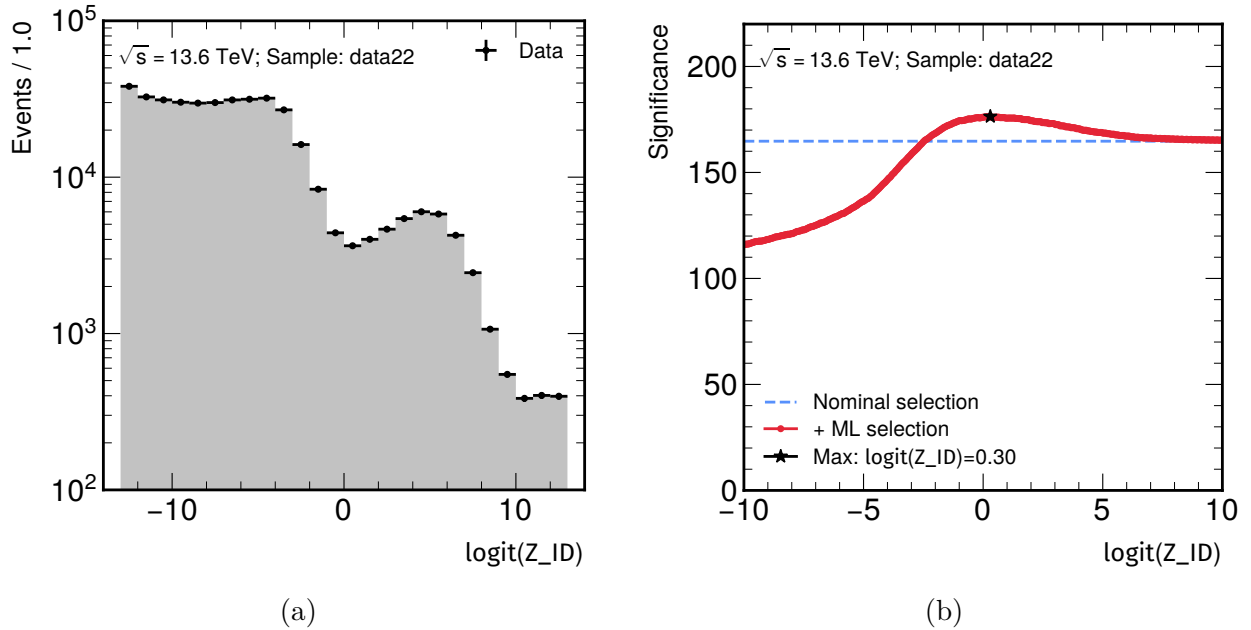 Events / 1.0
10^5
10^4
10^3
10^2
√s = 13.6 TeV; Sample: data22
Data
−10 0 10
logit(Z_ID)
(a)
Significance
200
150
100
50
0
√s = 13.6 TeV; Sample: data22
Nominal selection
+ ML selection
Max: logit(Z_ID)=0.30
−10 −5 0 5 10
logit(Z_ID)
(b)